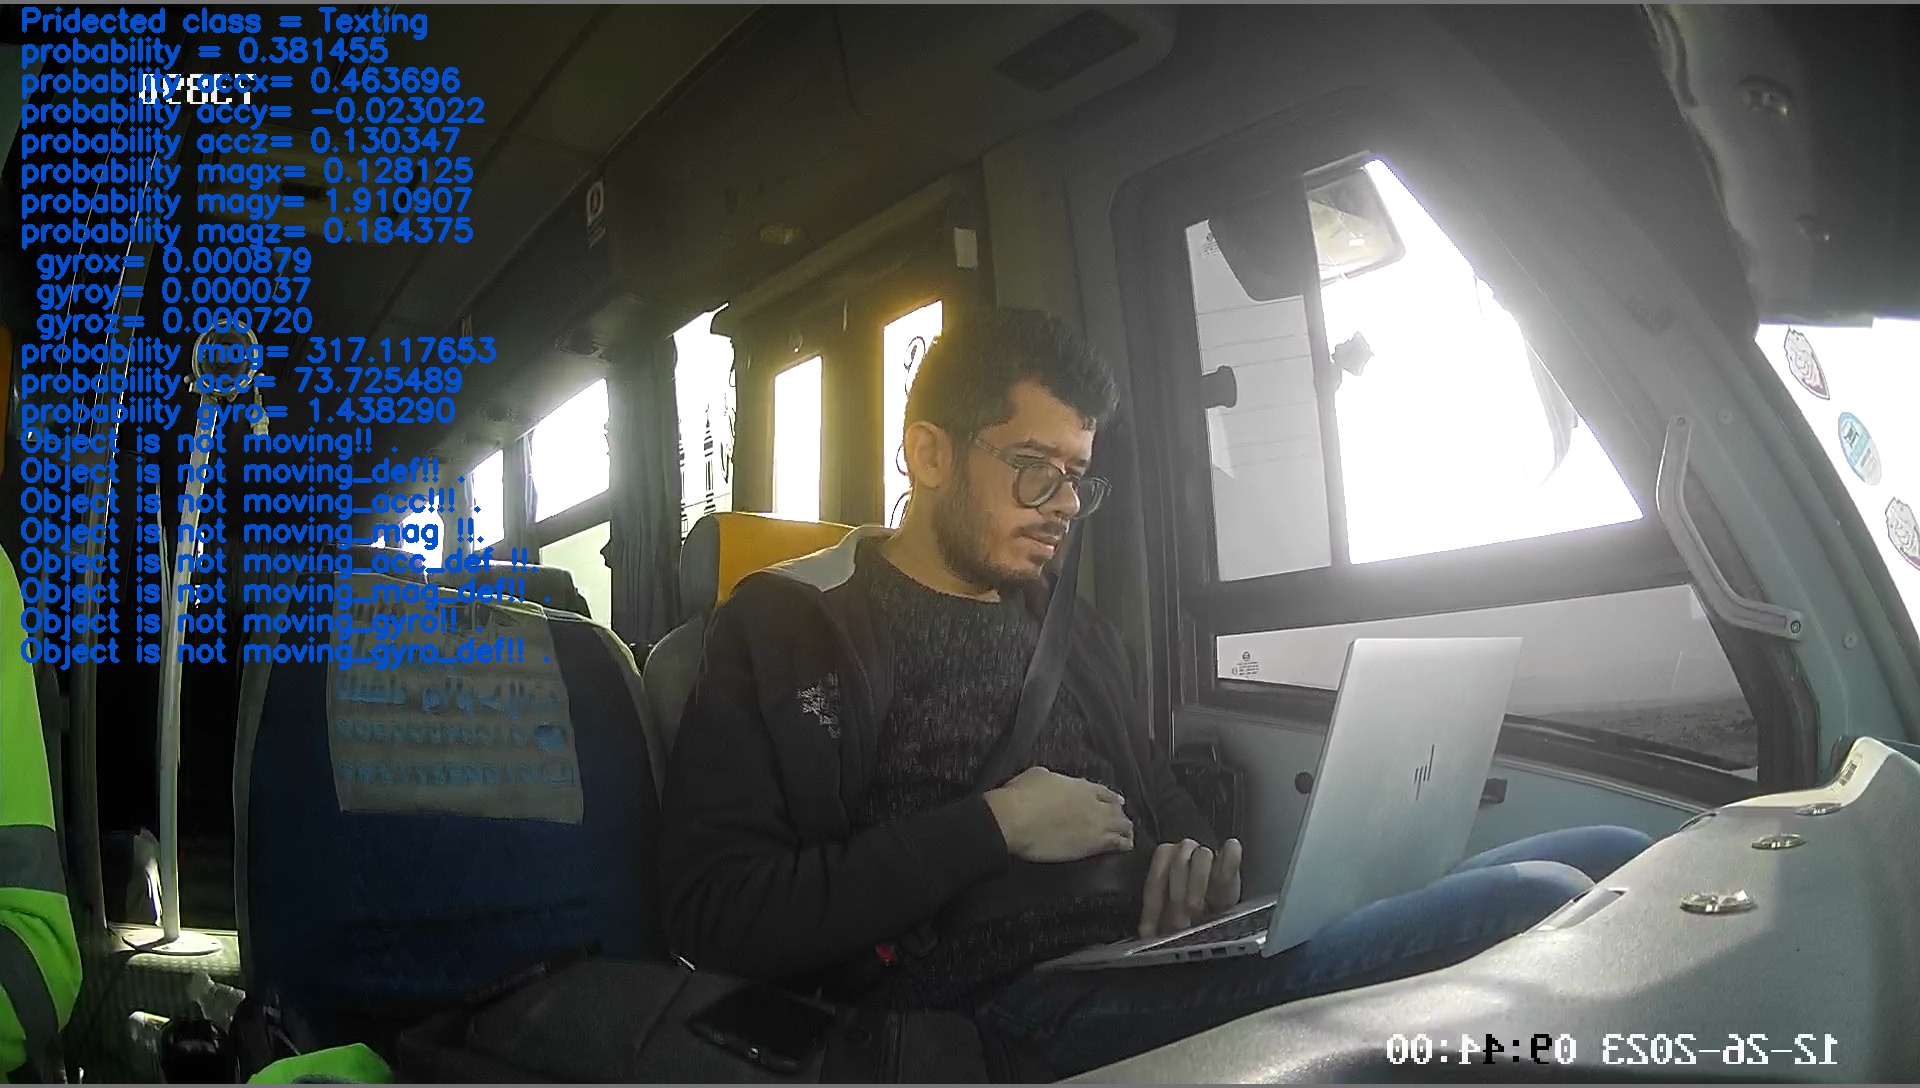 Pridected class = Texting
probability = 0.381455
probability accx= 0.463696
probability accy= -0.023022
probability accz= 0.130347
probability magx= 0.128125
probability magy= 1.910907
probability magz= 0.184375
gyrox= 0.000879
gyroy= 0.000037
gyroz= 0.000720
probability mag= 317.117653
probability acc= 73.725489
probability gyro= 1.438290
Object is not moving!! .
Object is not moving_def!! .
Object is not moving_acc!!! .
Object is not moving_mag !!.
Object is not moving_acc_def !!.
Object is not moving_mag_def!! .
Object is not moving_gyro!! .
Object is not moving_gyro_def!! .
12-26-2023 09:44:00